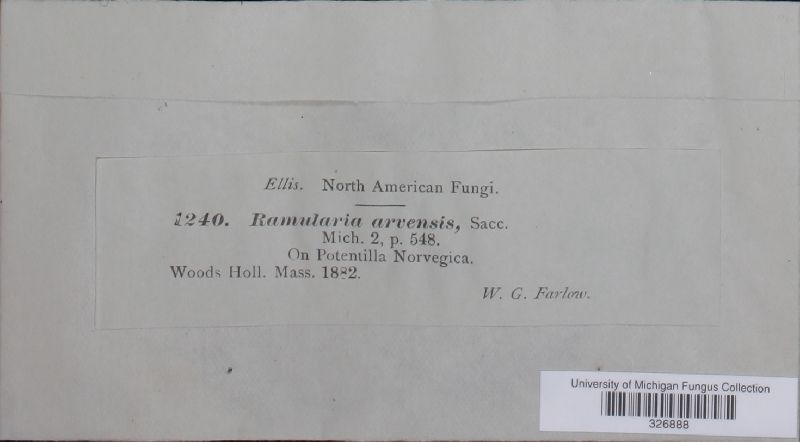 Ellis. North American Fungi.
1240. Ramularia arvensis, Sacc.
Mich. 2, p. 548.
On Potentilla Norvegica.
Woods Holl. Mass. 1882.
W. G. Farlow.
University of Michigan Fungus Collection
326888